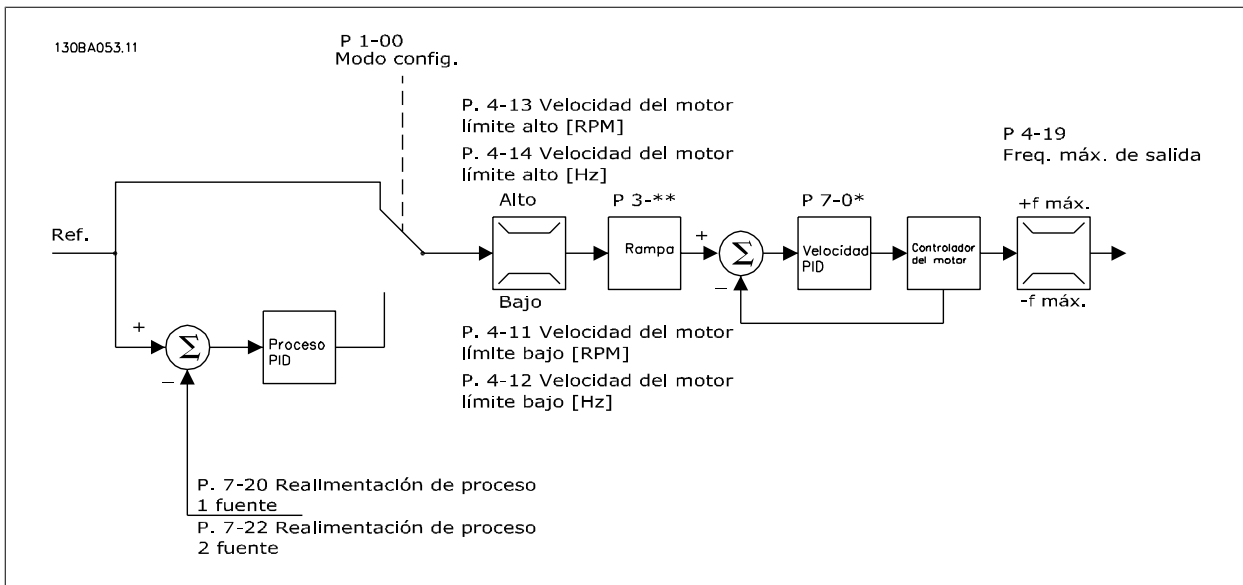 130BA053.11
P 1-00
Modo config.
P. 4-13 Velocidad del motor
límite alto [RPM]
P. 4-14 Velocidad del motor
límite alto [Hz]
P 4-19
Freq. máx. de salida
Alto
P 3-**
P 7-0*
+f máx.
Ref.
+
Σ
−
Proceso
PID
Rampa
+
Σ
−
Velocidad
PID
Controlador
del motor
Bajo
-f máx.
P. 4-11 Velocidad del motor
límite bajo [RPM]
P. 4-12 Velocidad del motor
límite bajo [Hz]
P. 7-20 Realimentación de proceso
1 fuente
P. 7-22 Realimentación de proceso
2 fuente